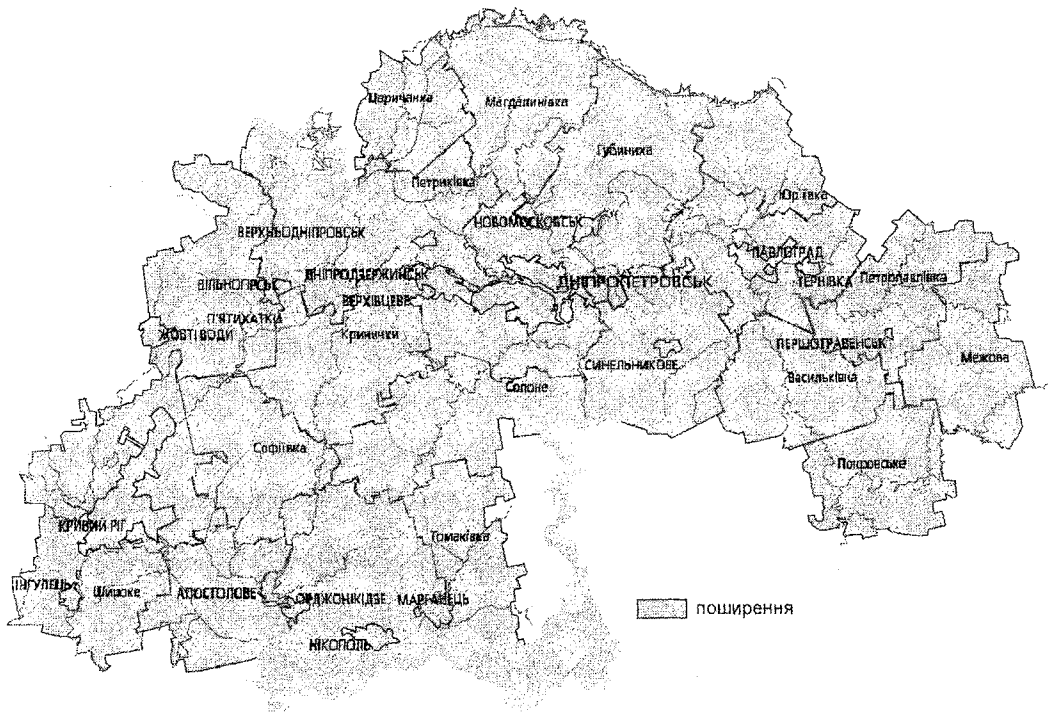 Царичанка
Магдалинівка
Губиниха
Петриківка
Юр'ївка
НОВОМОСКОВСЬК
ВЕРХНЬОДНІПРОВСЬК
ПАВЛОГРАД
ДНІПРОДЗЕРЖИНСЬК
ДНІПРОПЕТРОВСЬК
ТЕРНІВКА
Петропавлівка
ВІЛЬНОГІРСЬК
ВЕРХІВЦЕВЕ
П'ЯТИХАТКИ
ЖОВТІ ВОДИ
Кринички
ПЕРШОТРАВЕНСЬК
Межова
СИНЕЛЬНИКОВЕ
Васильківка
Солоне
Софіївка
Покровське
КРИВИЙ РІГ
Томаківка
ІНГУЛЕЦЬ
Широке
АПОСТОЛОВЕ
ОРДЖОНІКІДЗЕ
МАРГАНЕЦЬ
поширення
НІКОПОЛЬ